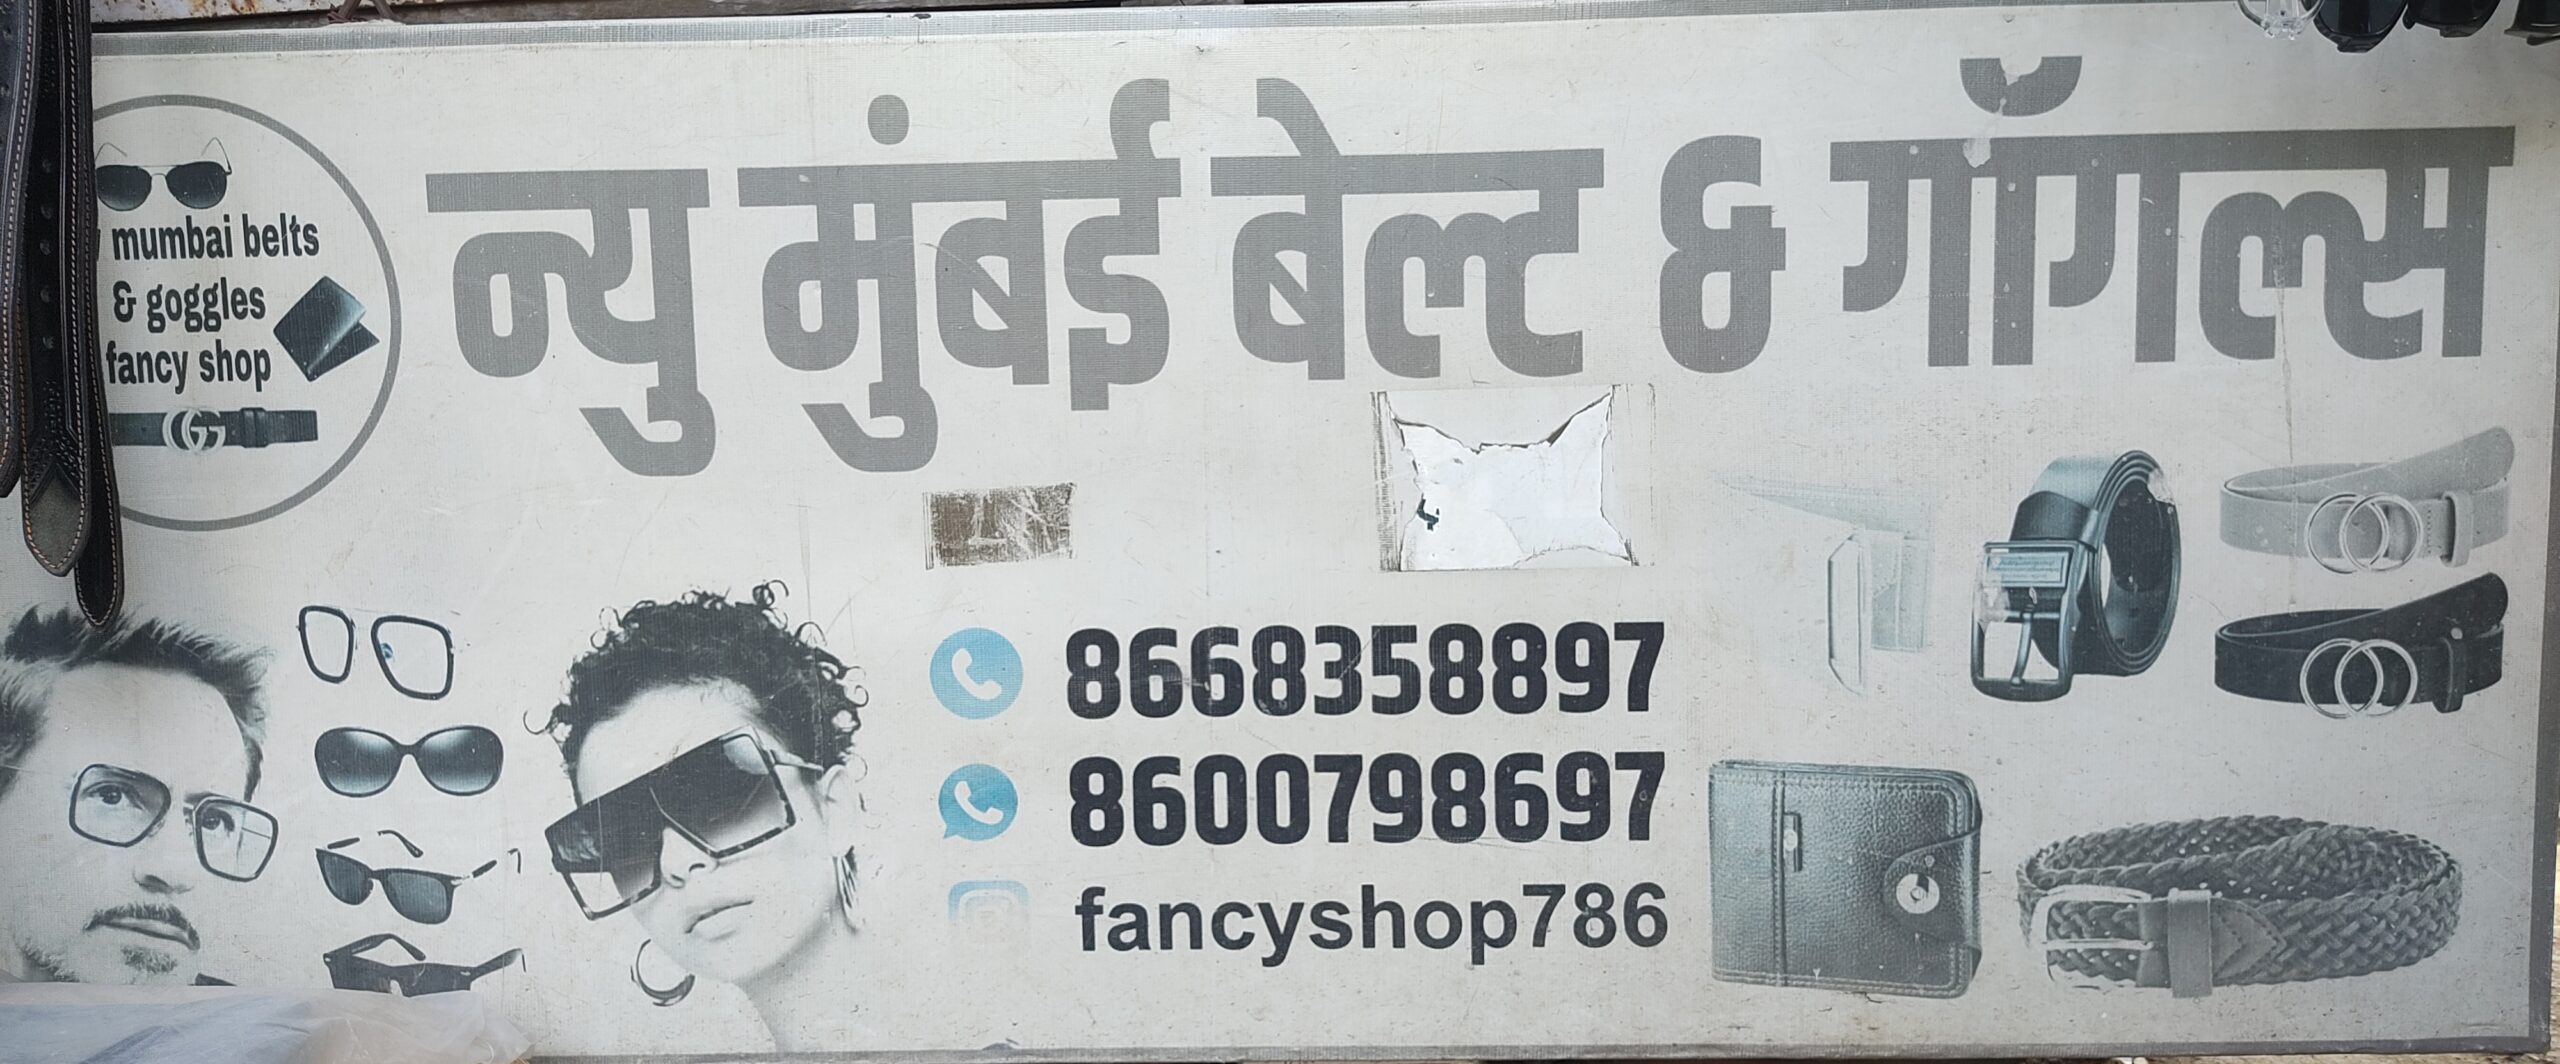 mumbai belts
& goggles
fancy shop
न्यु मुंबई बेल्ट & गॉगल्स
8668358897
8600798697
fancyshop786